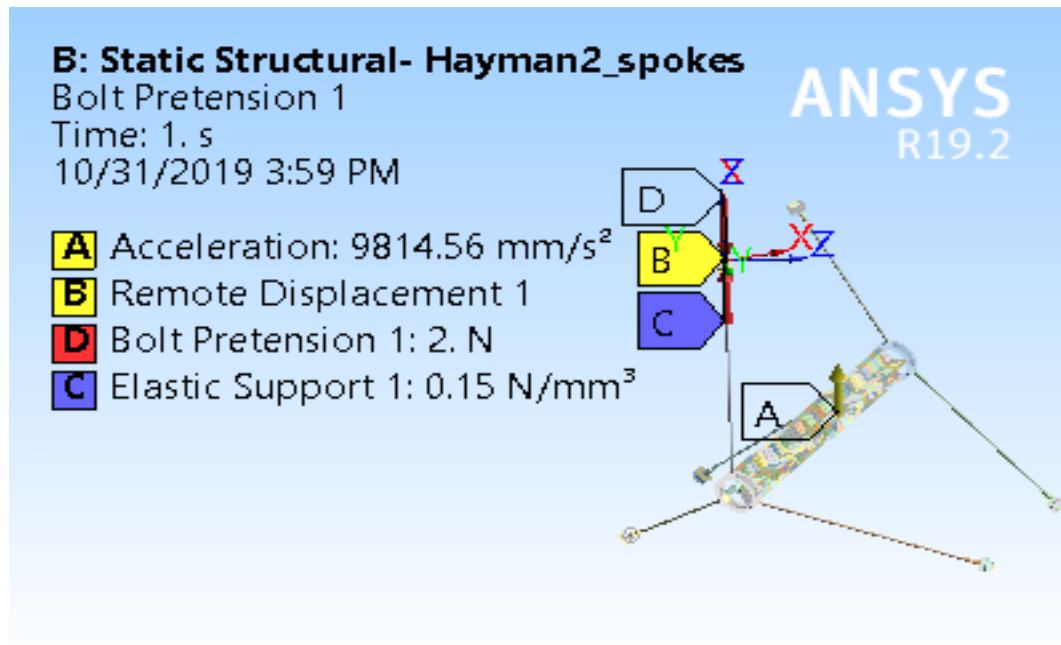 B: Static Structural- Hayman2_spokes
Bolt Pretension 1
Time: 1. s
10/31/2019 3:59 PM
ANSYS
R19.2
A Acceleration: 9814.56 mm/s²
B Remote Displacement 1
D Bolt Pretension 1: 2. N
C Elastic Support 1: 0.15 N/mm³
D
X
Z
Y
B
Y
X
Z
C
A